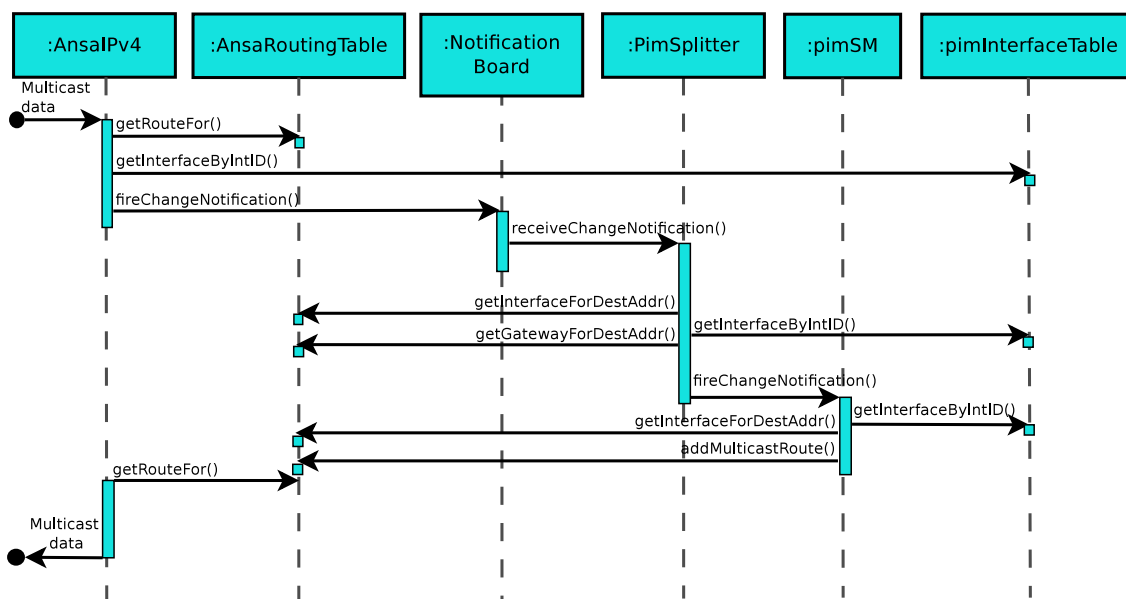 :AnsaIPv4
:AnsaRoutingTable
:Notification
Board
:PimSplitter
:pimSM
:pimInterfaceTable
Multicast
data
getRouteFor()
getInterfaceByIntID()
fireChangeNotification()
receiveChangeNotification()
getInterfaceForDestAddr()
getInterfaceByIntID()
getGatewayForDestAddr()
fireChangeNotification()
getInterfaceByIntID()
getInterfaceForDestAddr()
addMulticastRoute()
getRouteFor()
Multicast
data